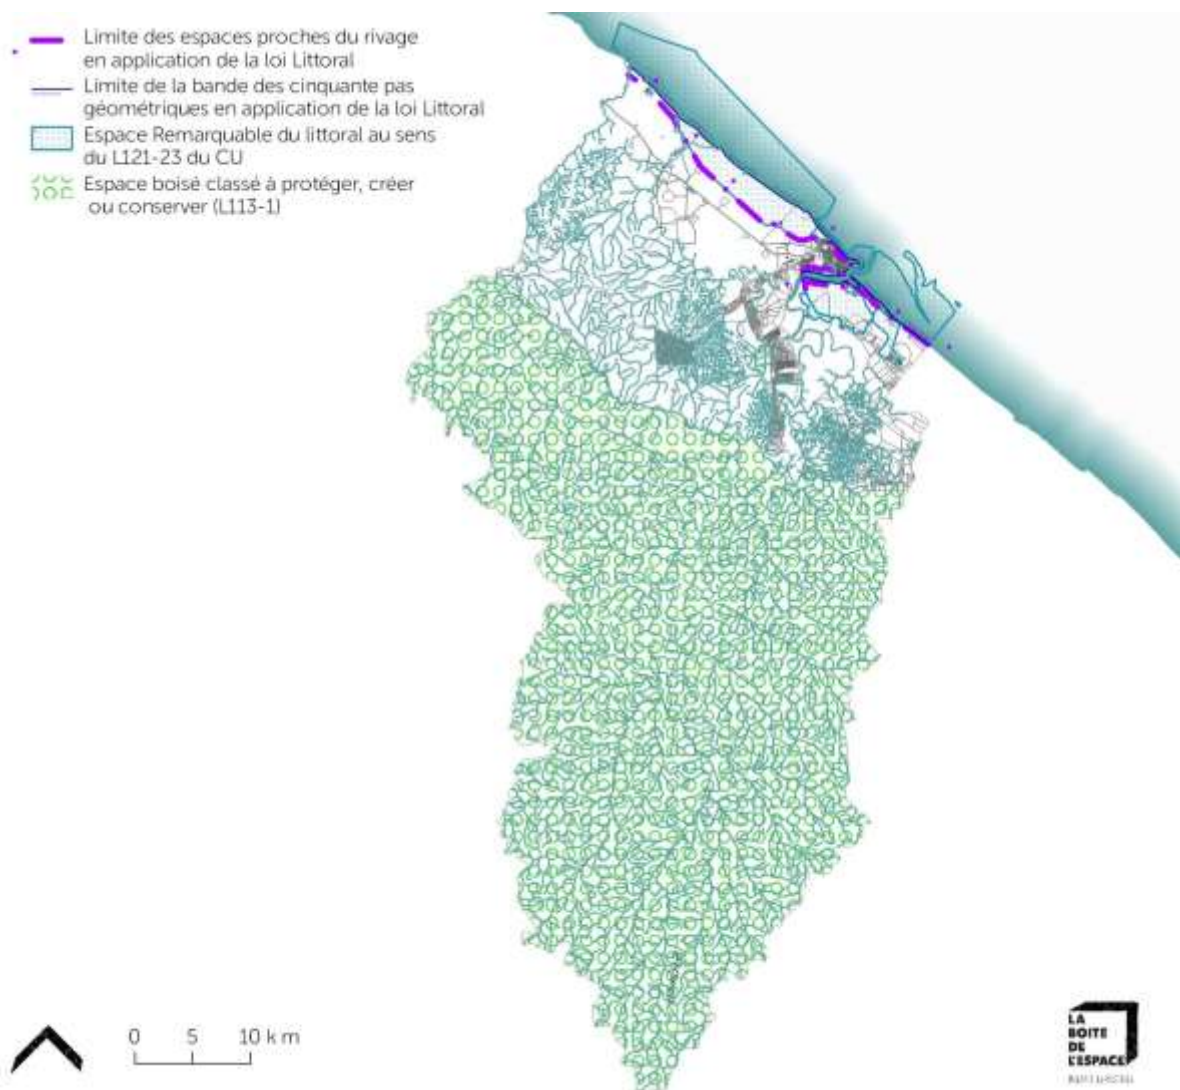 Limite des espaces proches du rivage
en application de la loi Littoral
Limite de la bande des cinquante pas
géométriques en application de la loi Littoral
Espace Remarquable du littoral au sens
du L121-23 du CU
Espace boisé classé à protéger, créer
ou conserver (L113-1)
0 5 10 km
LA
BOITE
DE
L'ESPACE